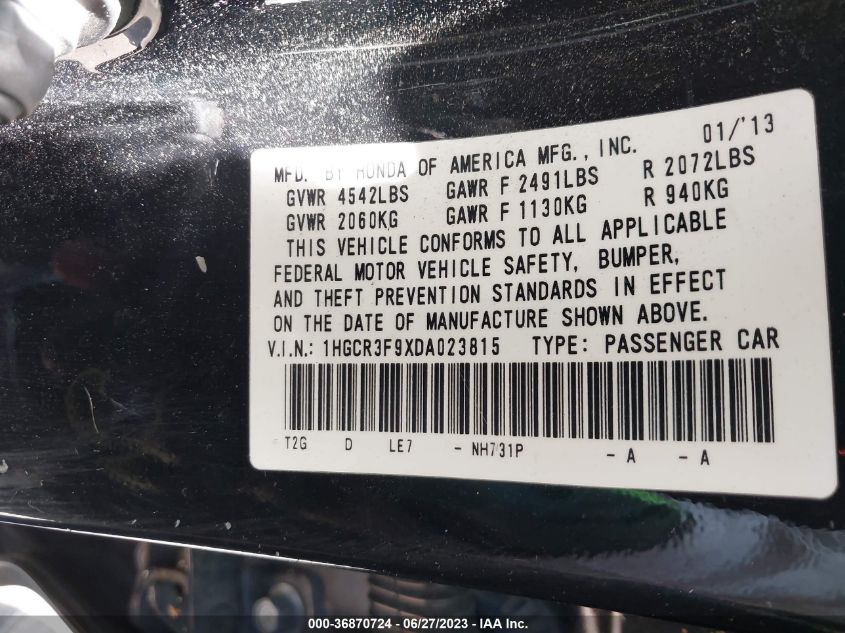 MFD. BY HONDA OF AMERICA MFG., INC. 01/'13
GVWR 4542LBS GAWR F 2491LBS R 2072LBS
GVWR 2060KG GAWR F 1130KG R 940KG
THIS VEHICLE CONFORMS TO ALL APPLICABLE
FEDERAL MOTOR VEHICLE SAFETY, BUMPER,
AND THEFT PREVENTION STANDARDS IN EFFECT
ON THE DATE OF MANUFACTURE SHOWN ABOVE.
V.I.N.: 1HGCR3F9XDA023815 TYPE: PASSENGER CAR
T2G D LE7 - NH731P - A - A
000-36870724 - 06/27/2023 - IAA Inc.